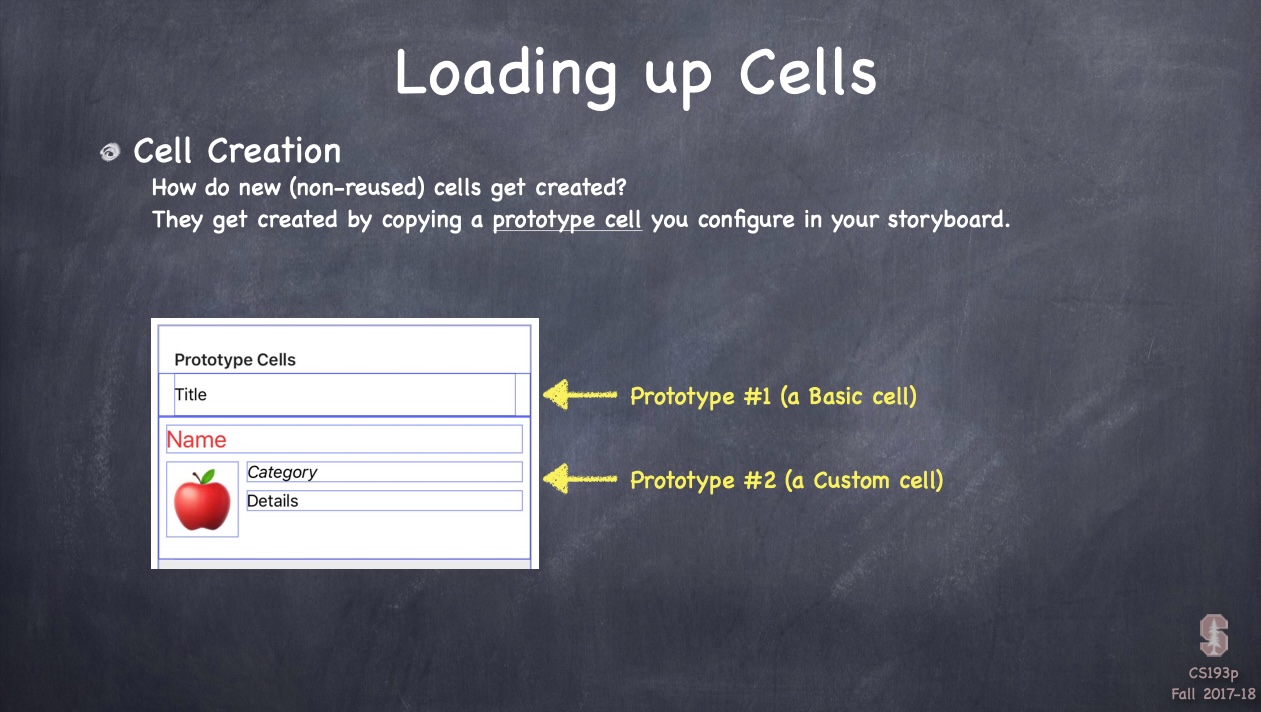 Loading up Cells
Cell Creation
How do new (non-reused) cells get created?
They get created by copying a prototype cell you configure in your storyboard.
Prototype Cells
Title
Prototype #1 (a Basic cell)
Name
Category
Prototype #2 (a Custom cell)
Details
S
CS193p
Fall 2017-18